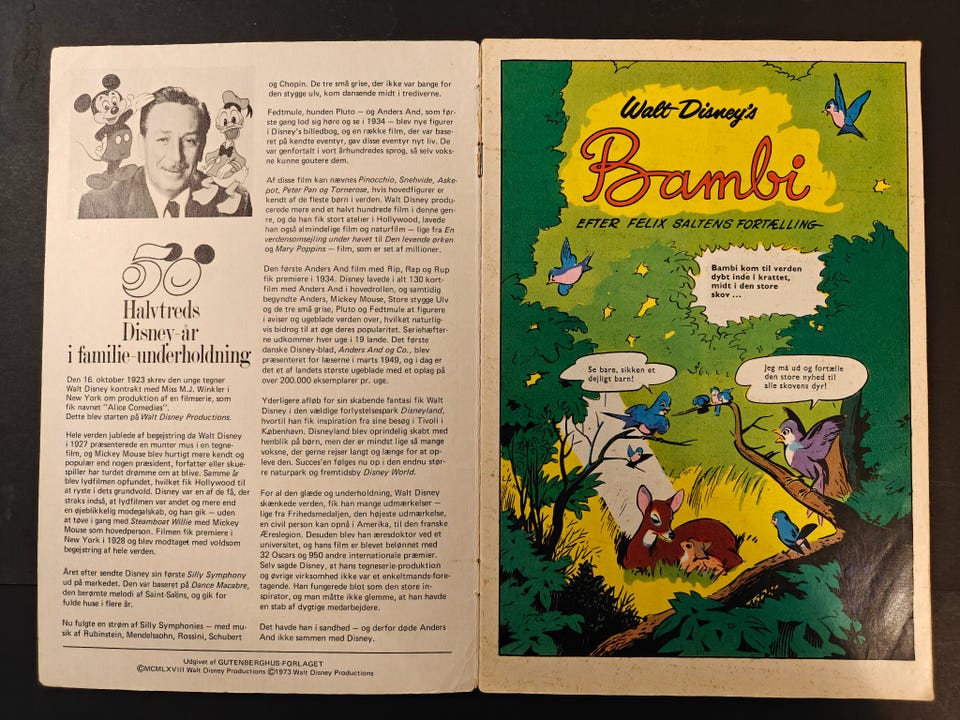 50
Halvtreds
Disney-år
i familie-underholdning
Den 16. oktober 1923 skrev den unge tegner
Walt Disney kontrakt med Miss M.J. Winkler i
New York om produktion af en filmserie, som
fik navnet "Alice Comedies".
Dette blev starten på Walt Disney Productions.
Hele verden jublede af begejstring da Walt Disney
i 1927 præsenterede en munter mus i en tegne-
film, og Mickey Mouse blev hurtigt mere kendt og
populær end nogen præsident, forfatter eller skue-
spiller har turdet drømme om at blive. Samme år
blev lydfilmen opfundet, hvilket fik Hollywood til
at ryste i dets grundvold. Disney var en af de få, der
straks indså, at lydfilmen var andet og mere end
en øjeblikkelig modegalskab, og han gik – uden
at tøve i gang med Steamboat Willie med Mickey
Mouse som hovedperson. Filmen fik premiere i
New York i 1928 og blev modtaget med voldsom
begejstring af hele verden.
Året efter sendte Disney sin første Silly Symphony
ud på markedet. Den var baseret på Dance Macabre,
den berømte melodi af Saint-Saëns, og gik for
fulde huse i flere år.
Nu fulgte en strøm af Silly Symphonies – med mu-
sik af Rubinstein, Mendelssohn, Rossini, Schubert
og Chopin. De tre små grise, der ikke var bange for
den stygge ulv, kom dansende midt i trediverne.
Fedtmule, hunden Pluto – og Anders And, som før-
ste gang lod sig høre og se i 1934 – blev nye figurer
i Disney's billedbog, og en række film, der var base-
ret på kendte eventyr, gav disse eventyr nyt liv. De
var genfortalt i vort århundredes sprog, så selv voks-
ne kunne goutere dem.
Af disse film kan nævnes Pinocchio, Snehvide, Aske-
pot, Peter Pan og Tornerose, hvis hovedfigurer er
kendt af de fleste børn i verden. Walt Disney produ-
cerede mere end et halvt hundrede film i denne gen-
re, og da han fik stort atelier i Hollywood, lavede
han også almindelige film og naturfilm – lige fra En
verdensomsejling under havet til Den levende ørken
og Mary Poppins – film, som er set af millioner.
Den første Anders And film med Rip, Rap og Rup
fik premiere i 1934. Disney lavede i alt 130 kort-
film med Anders And i hovedrollen, og samtidig
begyndte Anders, Mickey Mouse, Store stygge Ulv
og de tre små grise, Pluto og Fedtmule at figurere
i aviser og ugeblade verden over, hvilket naturlig-
vis bidrog til at øge deres popularitet. Seriehæfter-
ne udkommer hver uge i 19 lande. Det første
danske Disney-blad, Anders And og Co., blev
præsenteret for læserne i marts 1949, og i dag er
det et af landets største ugeblade med et oplag på
over 200.000 eksemplarer pr. uge.
Yderligere afløb for sin skabende fantasi fik Walt
Disney i den vældige forlystelsespark Disneyland,
hvortil han fik inspiration fra sine besøg i Tivoli i
København. Disneyland blev oprindelig skabt med
henblik på børn, men der er mindst lige så mange
voksne, der gerne rejser langt og længe for at op-
leve den. Succes'en følges nu op i den endnu stør-
re naturpark og fremtidsby Disney World.
For al den glæde og underholdning, Walt Disney
skænkede verden, fik han mange udmærkelser –
lige fra Frihedsmedaljen, den højeste udmærkelse,
en civil person kan opnå i Amerika, til den franske
Æreslegion. Desuden blev han æresdoktor ved et
universitet, og hans film er blevet belønnet med
32 Oscars og 950 andre internationale præmier.
Selv sagde Disney, at hans tegneserie-produktion
og øvrige virksomhed ikke var et enkeltmands-fore-
tagende. Han fungerede blot som den store in-
spirator, og man måtte ikke glemme, at han havde
en stab af dygtige medarbejdere.
Det havde han i sandhed – og derfor døde Anders
And ikke sammen med Disney.
Udgivet af GUTENBERGHUS-FORLAGET
©MCMLXVIII Walt Disney Productions ©1973 Walt Disney Productions
Walt Disney's
Bambi
EFTER FELIX SALTENS FORTÆLLING
Bambi kom til verden
dybt inde i krattet,
midt i den store
skov ...
Se bare, sikken et
dejligt barn!
Jeg må ud og fortælle
den store nyhed til
alle skovens dyr!